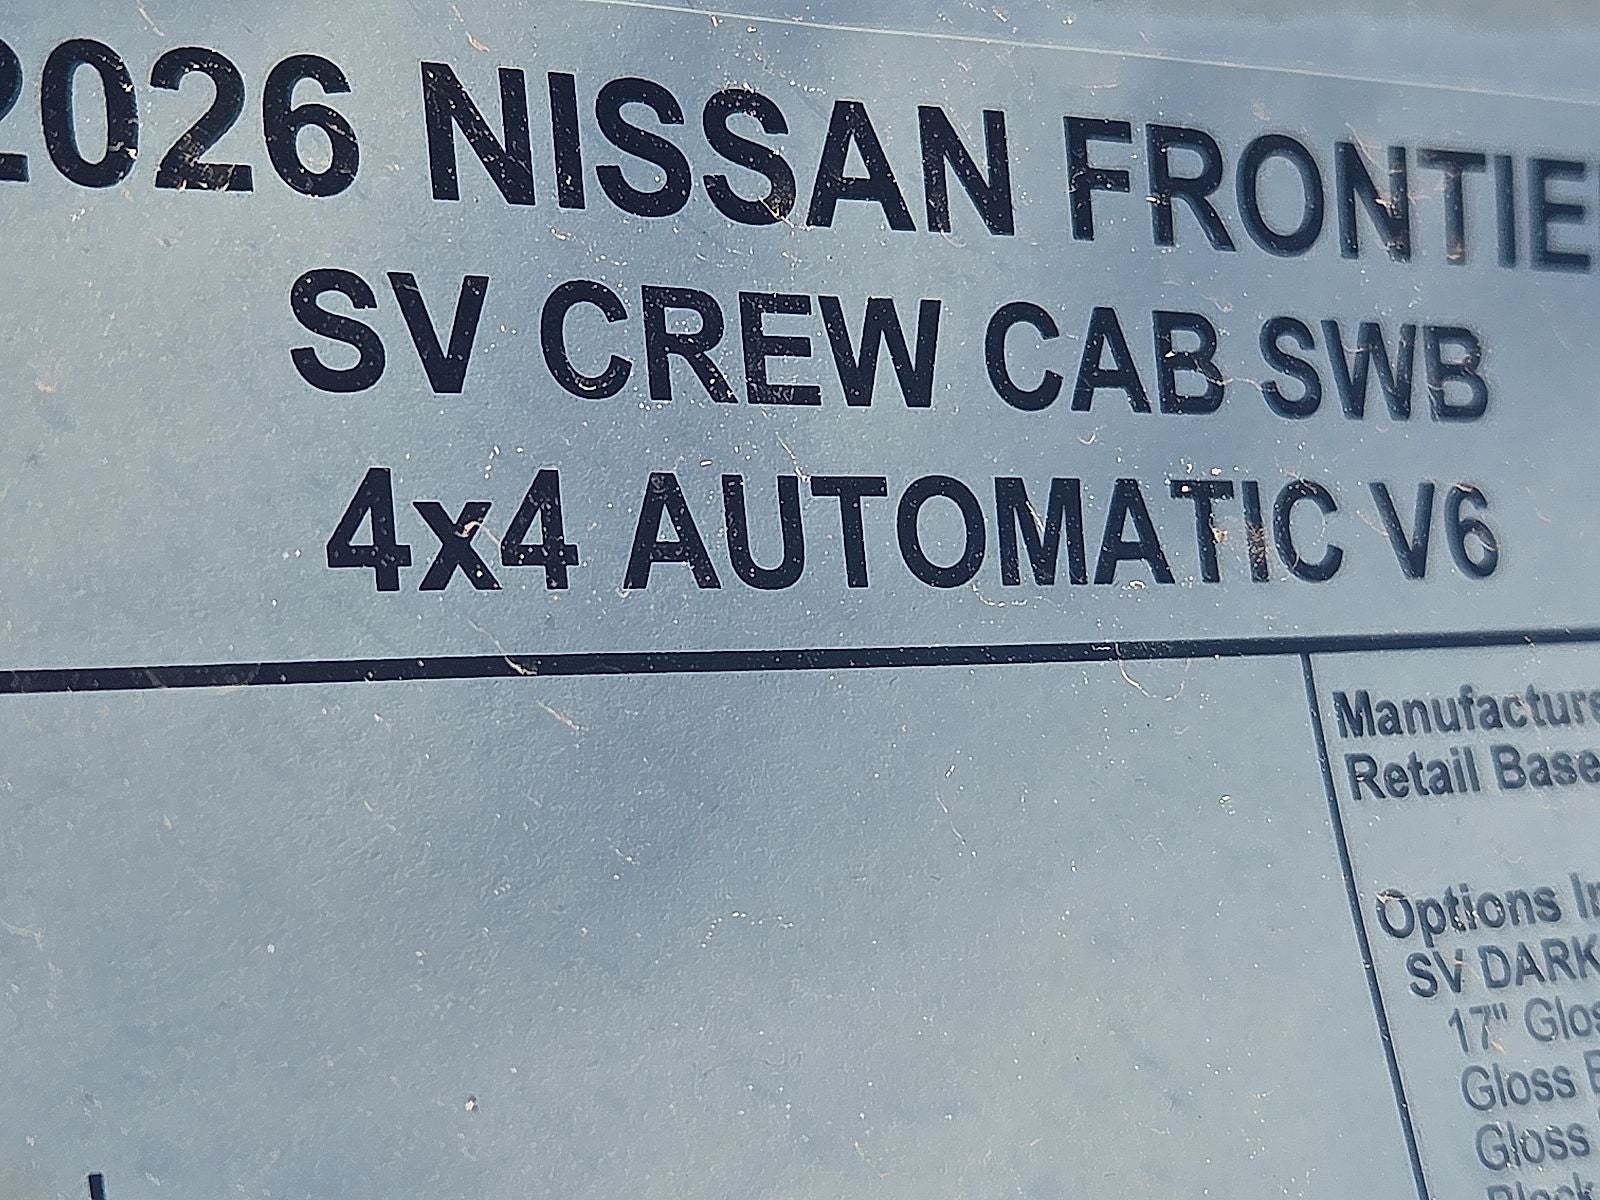 2026 NISSAN FRONTIE
SV CREW CAB SWB
4x4 AUTOMATIC V6
Manufacture
Retail Base
Options In
SV DARK
17" Glos
Gloss B
Gloss